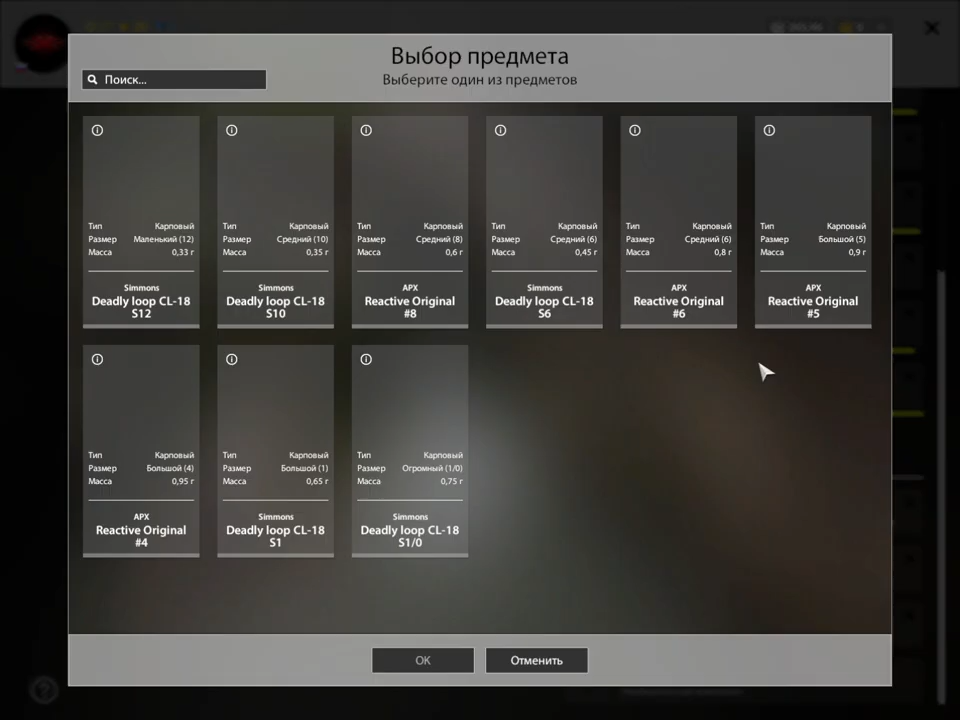 Выбор предмета
Выберите один из предметов
Поиск...
Тип Карповый
Размер Маленький (12)
Масса 0,33 г
Simmons
Deadly loop CL-18
S12
Тип Карповый
Размер Средний (10)
Масса 0,35 г
Simmons
Deadly loop CL-18
S10
Тип Карповый
Размер Средний (8)
Масса 0,6 г
APX
Reactive Original
#8
Тип Карповый
Размер Средний (6)
Масса 0,45 г
Simmons
Deadly loop CL-18
S6
Тип Карповый
Размер Средний (6)
Масса 0,8 г
APX
Reactive Original
#6
Тип Карповый
Размер Большой (5)
Масса 0,9 г
APX
Reactive Original
#5
Тип Карповый
Размер Большой (4)
Масса 0,95 г
APX
Reactive Original
#4
Тип Карповый
Размер Большой (1)
Масса 0,65 г
Simmons
Deadly loop CL-18
S1
Тип Карповый
Размер Огромный (1/0)
Масса 0,75 г
Simmons
Deadly loop CL-18
S1/0
OK
Отменить